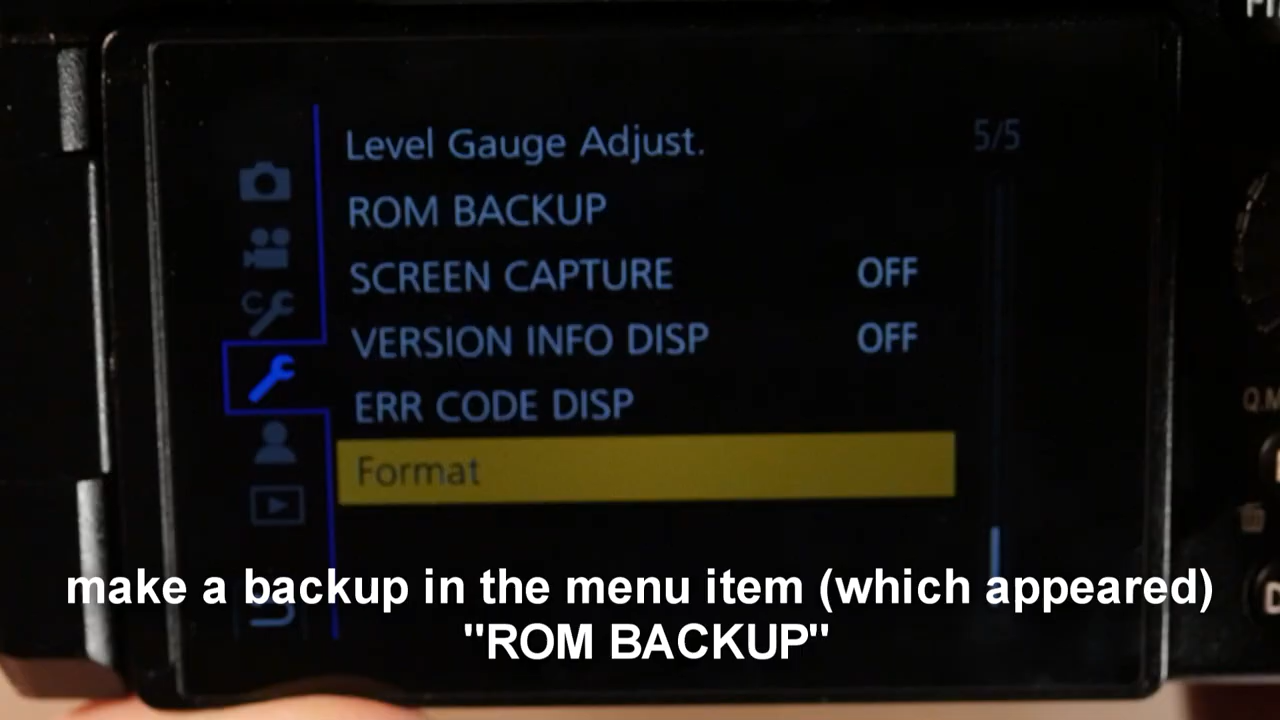 Level Gauge Adjust. 5/5
ROM BACKUP
SCREEN CAPTURE OFF
VERSION INFO DISP OFF
ERR CODE DISP
Format
Q.M
make a backup in the menu item (which appeared)
"ROM BACKUP"